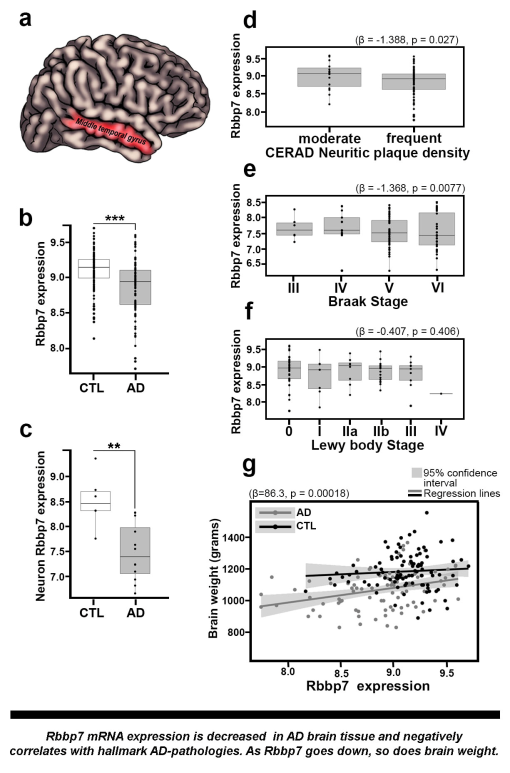 a
Middle temporal gyrus
b
***
Rbbp7 expression
9.5
9.0
8.5
8.0
CTL
AD
c
**
Neuron Rbbp7 expression
9.0
8.5
8.0
7.5
7.0
CTL
AD
d
(β = -1.388, p = 0.027)
Rbbp7 expression
9.5
9.0
8.5
8.0
moderate frequent
CERAD Neuritic plaque density
e
(β = -1.368, p = 0.0077)
Rbbp7 expression
8.5
8.0
7.5
7.0
6.5
III IV V VI
Braak Stage
f
(β = -0.407, p = 0.406)
Rbbp7 expression
9.5
9.0
8.5
8.0
0 I IIa IIb III IV
Lewy body Stage
g
95% confidence
interval
Regression lines
(β=86.3, p = 0.00018)
AD
CTL
Brain weight (grams)
1400
1200
1000
800
8.0 8.5 9.0 9.5
Rbbp7 expression
Rbbp7 mRNA expression is decreased in AD brain tissue and negatively
correlates with hallmark AD-pathologies. As Rbbp7 goes down, so does brain weight.